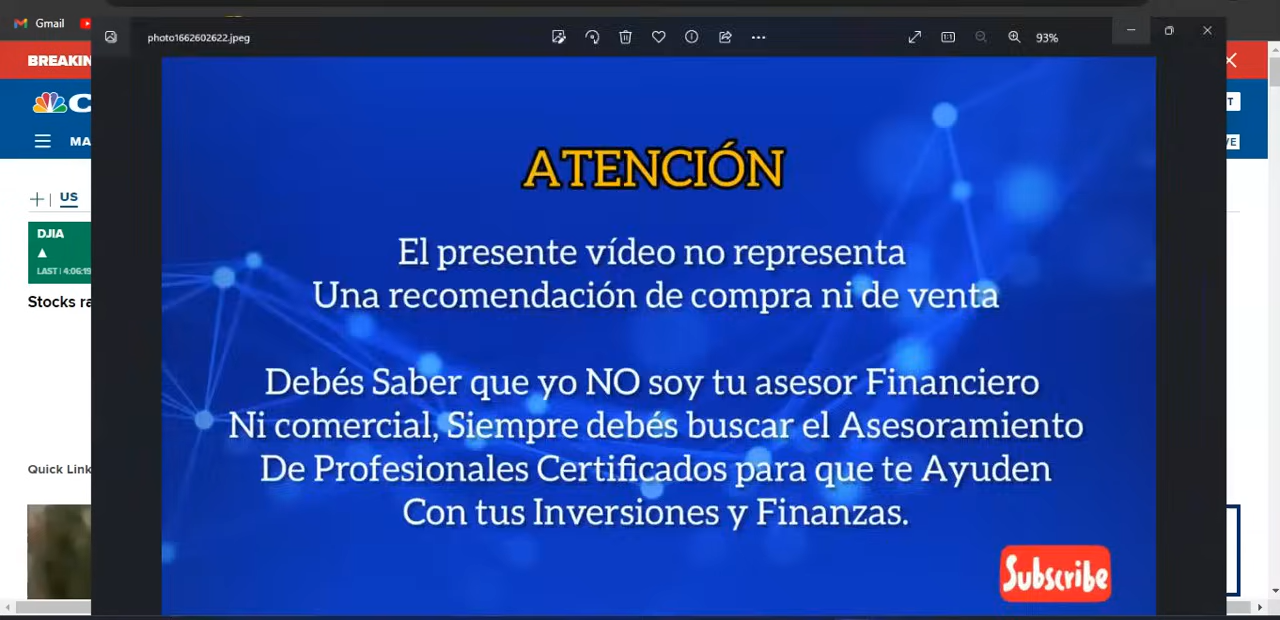 Gmail
photo1662602622.jpeg
93%
BREAKIN
C
MA
US
DJIA
LAST | 4:06:15
Stocks ra
Quick Link
ATENCIÓN
El presente vídeo no representa
Una recomendación de compra ni de venta
Debés Saber que yo NO soy tu asesor Financiero
Ni comercial, Siempre debés buscar el Asesoramiento
De Profesionales Certificados para que te Ayuden
Con tus Inversiones y Finanzas.
Subscribe
T
VE